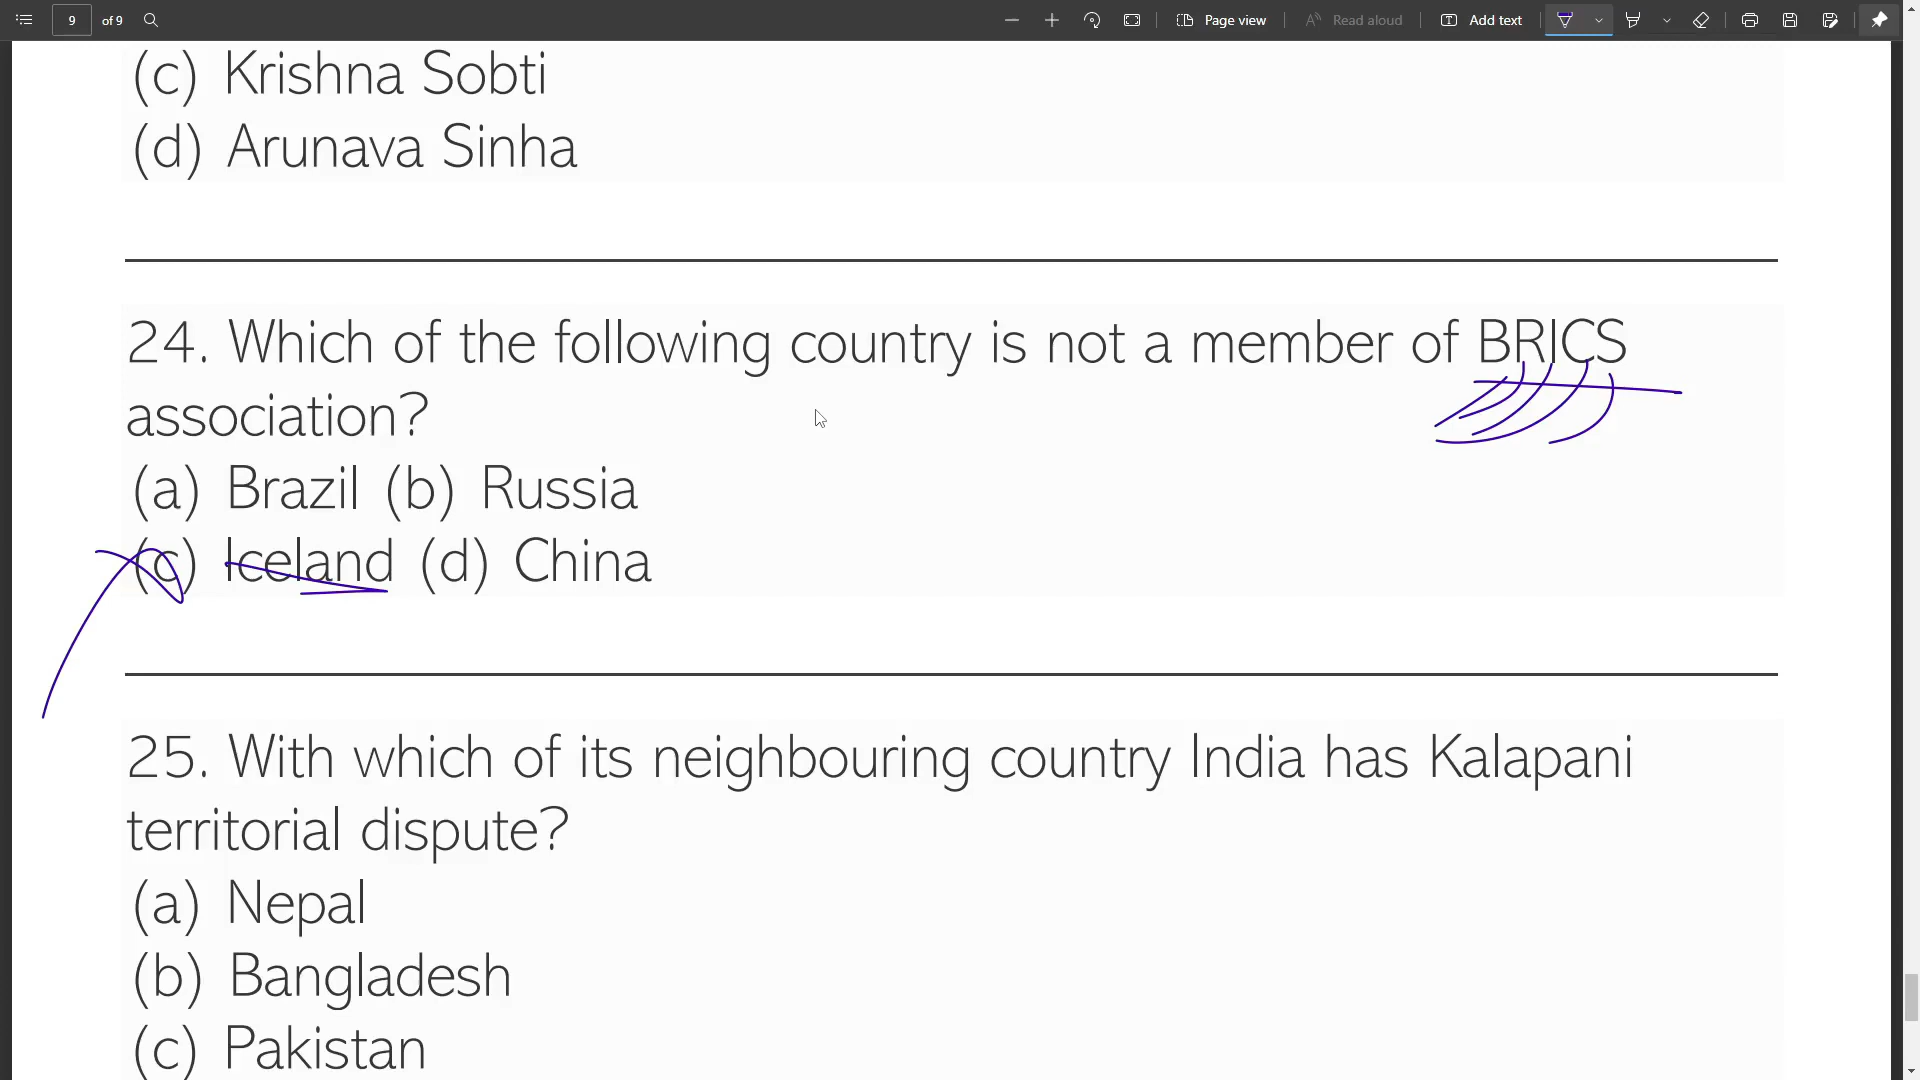 9 of 9 Page view Read aloud Add text
(c) Krishna Sobti
(d) Arunava Sinha
24. Which of the following country is not a member of BRICS
association?
(a) Brazil (b) Russia
(c) Iceland (d) China
25. With which of its neighbouring country India has Kalapani
territorial dispute?
(a) Nepal
(b) Bangladesh
(c) Pakistan